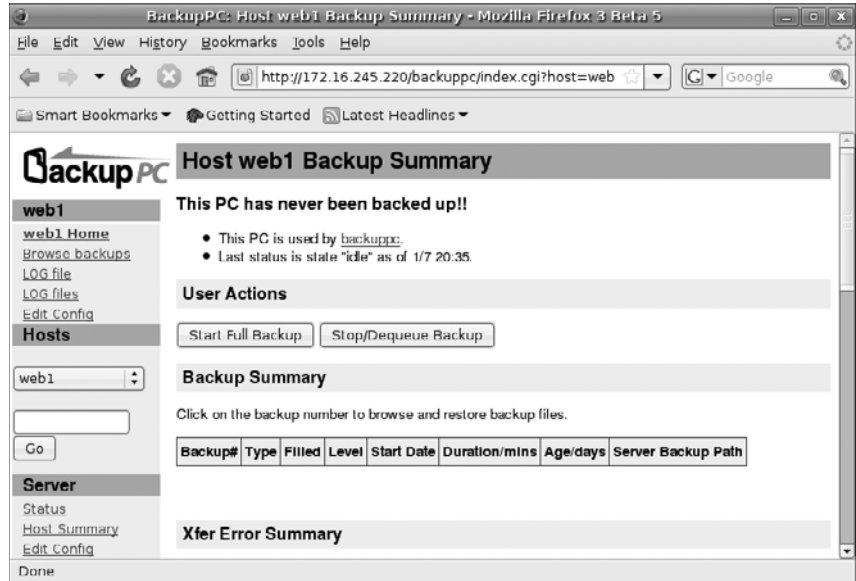 BackupPC: Host web1 Backup Summary - Mozilla Firefox 3 Beta 5
File Edit View History Bookmarks Tools Help
http://172.16.245.220/backuppc/index.cgi?host=web
G Google
Smart Bookmarks Getting Started Latest Headlines
BackupPC
Host web1 Backup Summary
web1
web1 Home
Browse backups
LOG file
LOG files
Edit Config
Hosts
web1
Go
Server
Status
Host Summary
Edit Config
This PC has never been backed up!!
• This PC is used by backuppc.
• Last status is state "idle" as of 1/7 20:35.
User Actions
Start Full Backup Stop/Dequeue Backup
Backup Summary
Click on the backup number to browse and restore backup files.
Backup# Type Filled Level Start Date Duration/mins Age/days Server Backup Path
Xfer Error Summary
Done